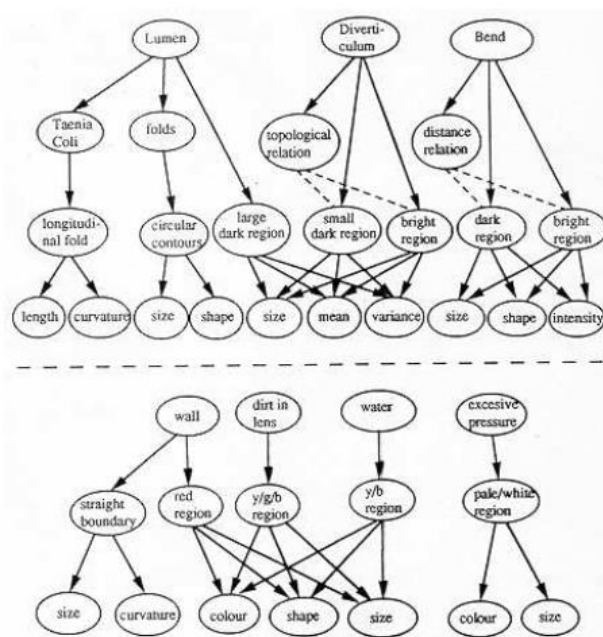 Lumen
Diverti-
culum
Bend
Taenia
Coli
folds
topological
relation
distance
relation
longitudi-
nal fold
circular
contours
large
dark region
small
dark region
bright
region
dark
region
bright
region
length
curvature
size
shape
size
mean
variance
size
shape
intensity
wall
dirt in
lens
water
excesive
pressure
straight
boundary
red
region
y/g/b
region
y/b
region
pale/white
region
size
curvature
colour
shape
size
colour
size